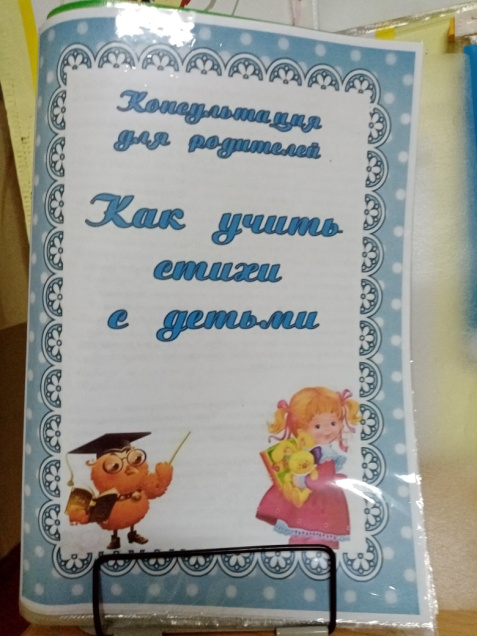 Консультация
для родителей
Как учить
стихи
с детьми